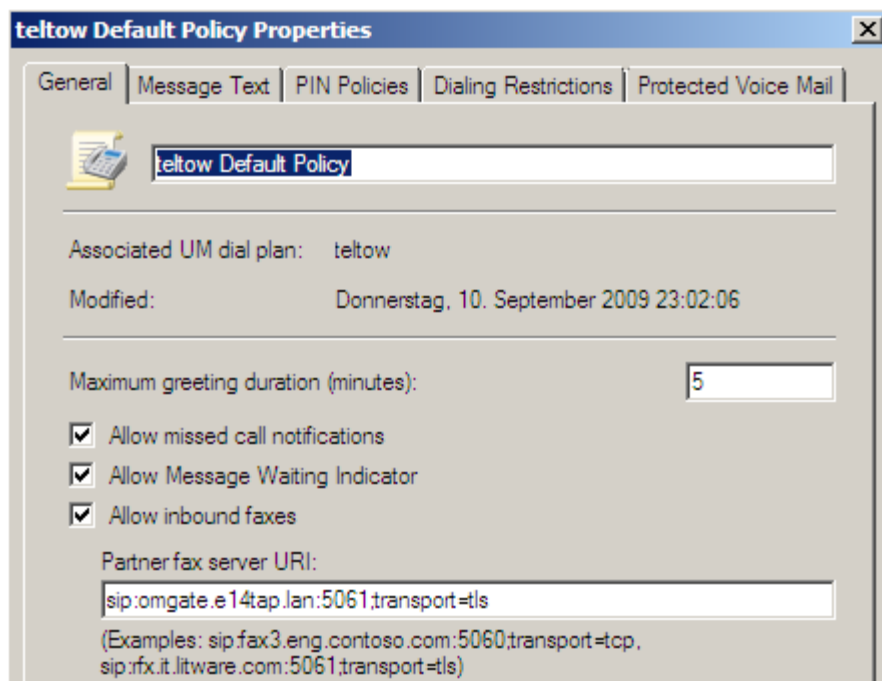 teltow Default Policy Properties
General Message Text PIN Policies Dialing Restrictions Protected Voice Mail
teltow Default Policy
Associated UM dial plan: teltow
Modified: Donnerstag, 10. September 2009 23:02:06
Maximum greeting duration (minutes): 5
Allow missed call notifications
Allow Message Waiting Indicator
Allow inbound faxes
Partner fax server URI:
sip:omgate.e14tap.lan:5061;transport=tls
(Examples: sip:fax3.eng.contoso.com:5060;transport=tcp,
sip:rfx.it.litware.com:5061;transport=tls)